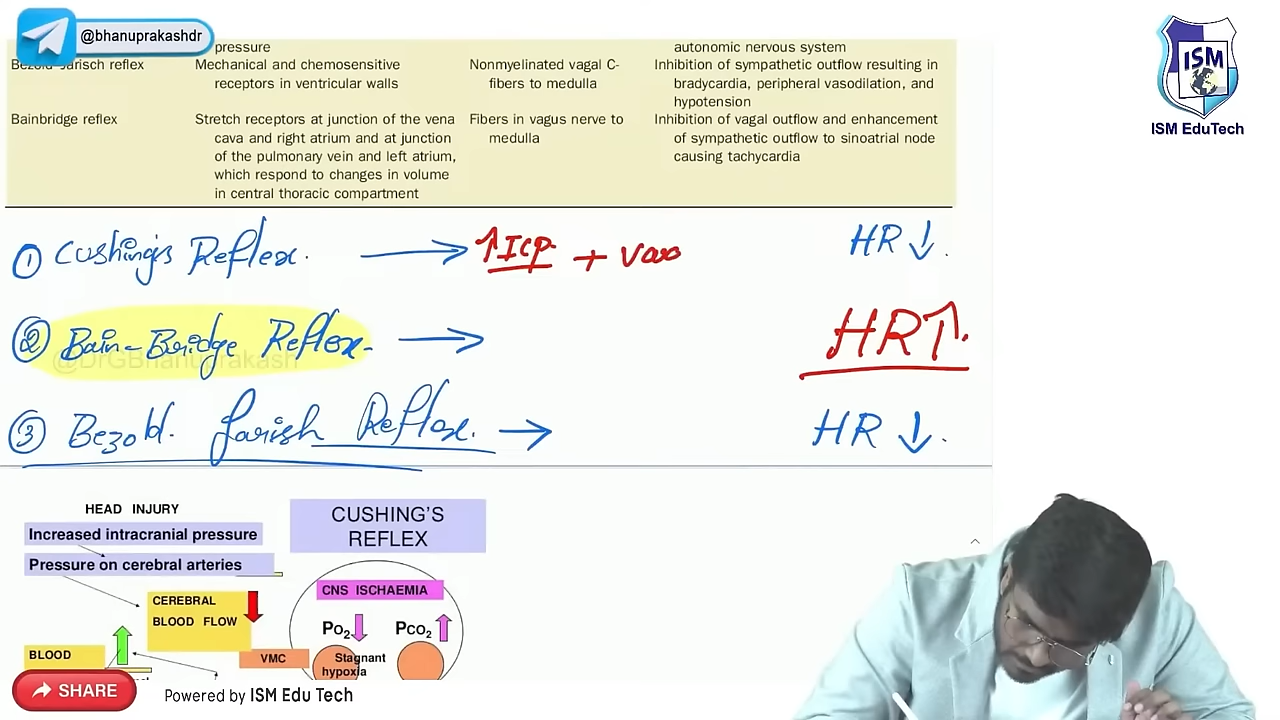 @bhanuprakashdr
pressure
autonomic nervous system
Bezold-Jarisch reflex
Mechanical and chemosensitive
receptors in ventricular walls
Nonmyelinated vagal C-
fibers to medulla
Inhibition of sympathetic outflow resulting in
bradycardia, peripheral vasodilation, and
hypotension
Bainbridge reflex
Stretch receptors at junction of the vena
cava and right atrium and at junction
of the pulmonary vein and left atrium,
which respond to changes in volume
in central thoracic compartment
Fibers in vagus nerve to
medulla
Inhibition of vagal outflow and enhancement
of sympathetic outflow to sinoatrial node
causing tachycardia
ISM
ISM EduTech
① Cushing's Reflex. → ↑ICP + Vaso HR ↓.
② Bain-Bridge Reflex → HR↑.
@DrGBhanuprakash
③ Bezold. Jarish Reflex. → HR ↓.
HEAD INJURY
Increased intracranial pressure
Pressure on cerebral arteries
CEREBRAL
BLOOD FLOW
BLOOD
VMC
CUSHING'S
REFLEX
CNS ISCHAEMIA
PO2
PCO2
Stagnant
hypoxia
SHARE
Powered by ISM Edu Tech